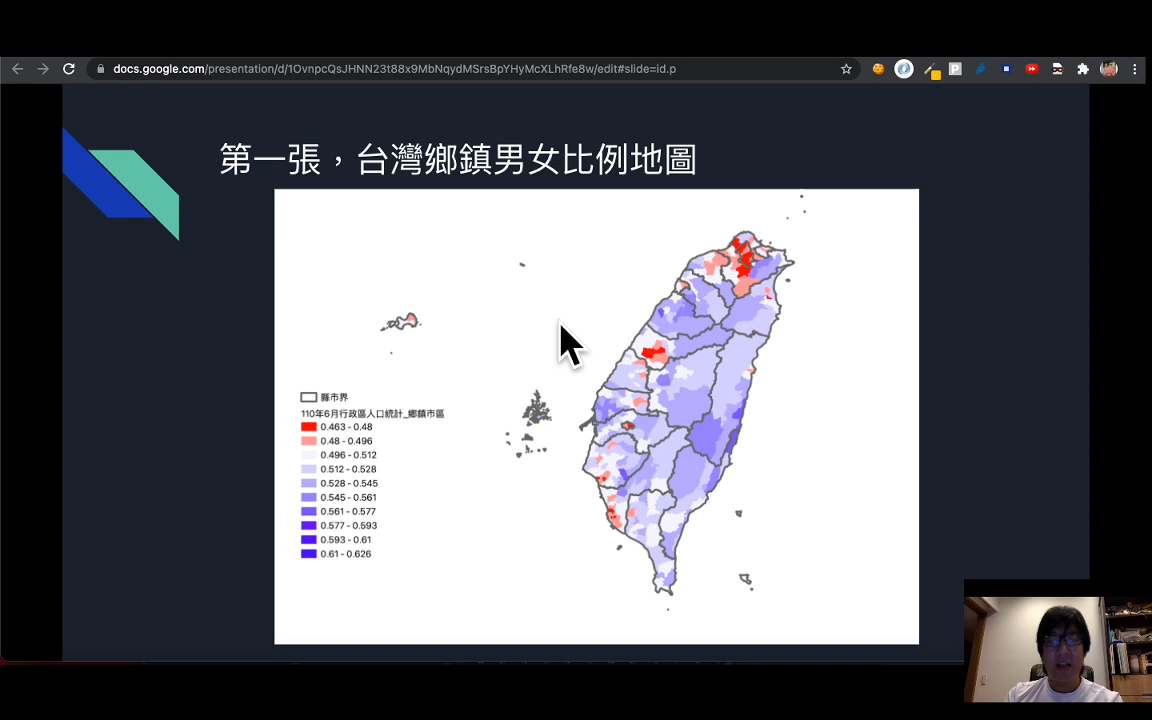 docs.google.com/presentation/d/1OvnpcQsJHNN23t88x9MbNqydMSrsBpYHyMcXLhRfe8w/edit#slide=id.p
第一張，台灣鄉鎮男女比例地圖
縣市界
110年6月行政區人口統計_鄉鎮市區
0.463 - 0.48
0.48 - 0.496
0.496 - 0.512
0.512 - 0.528
0.528 - 0.545
0.545 - 0.561
0.561 - 0.577
0.577 - 0.593
0.593 - 0.61
0.61 - 0.626